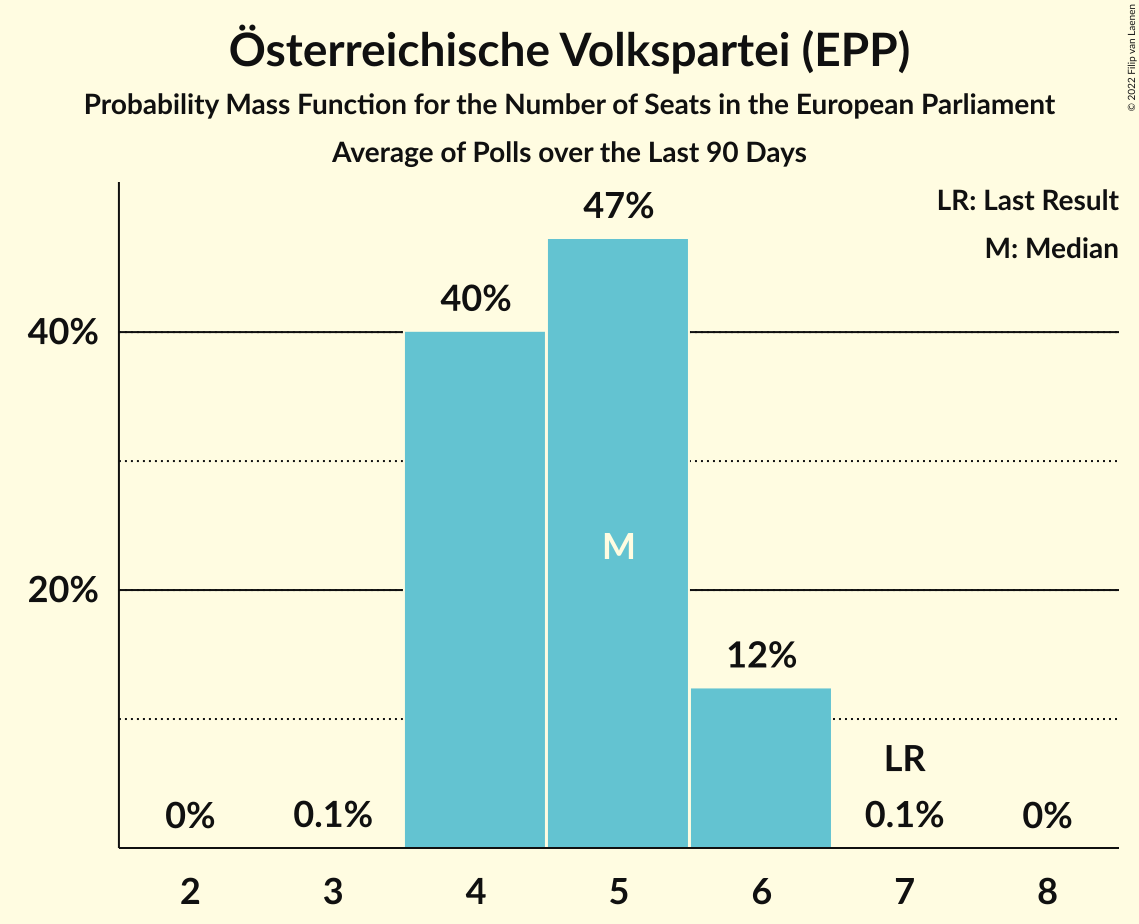 Österreichische Volkspartei (EPP)
Probability Mass Function for the Number of Seats in the European Parliament
Average of Polls over the Last 90 Days
© 2022 Filip van Laenen
LR: Last Result
M: Median
47%
40%
40%
M
20%
12%
LR
0%
0.1%
0.1%
0%
2
3
4
5
6
7
8